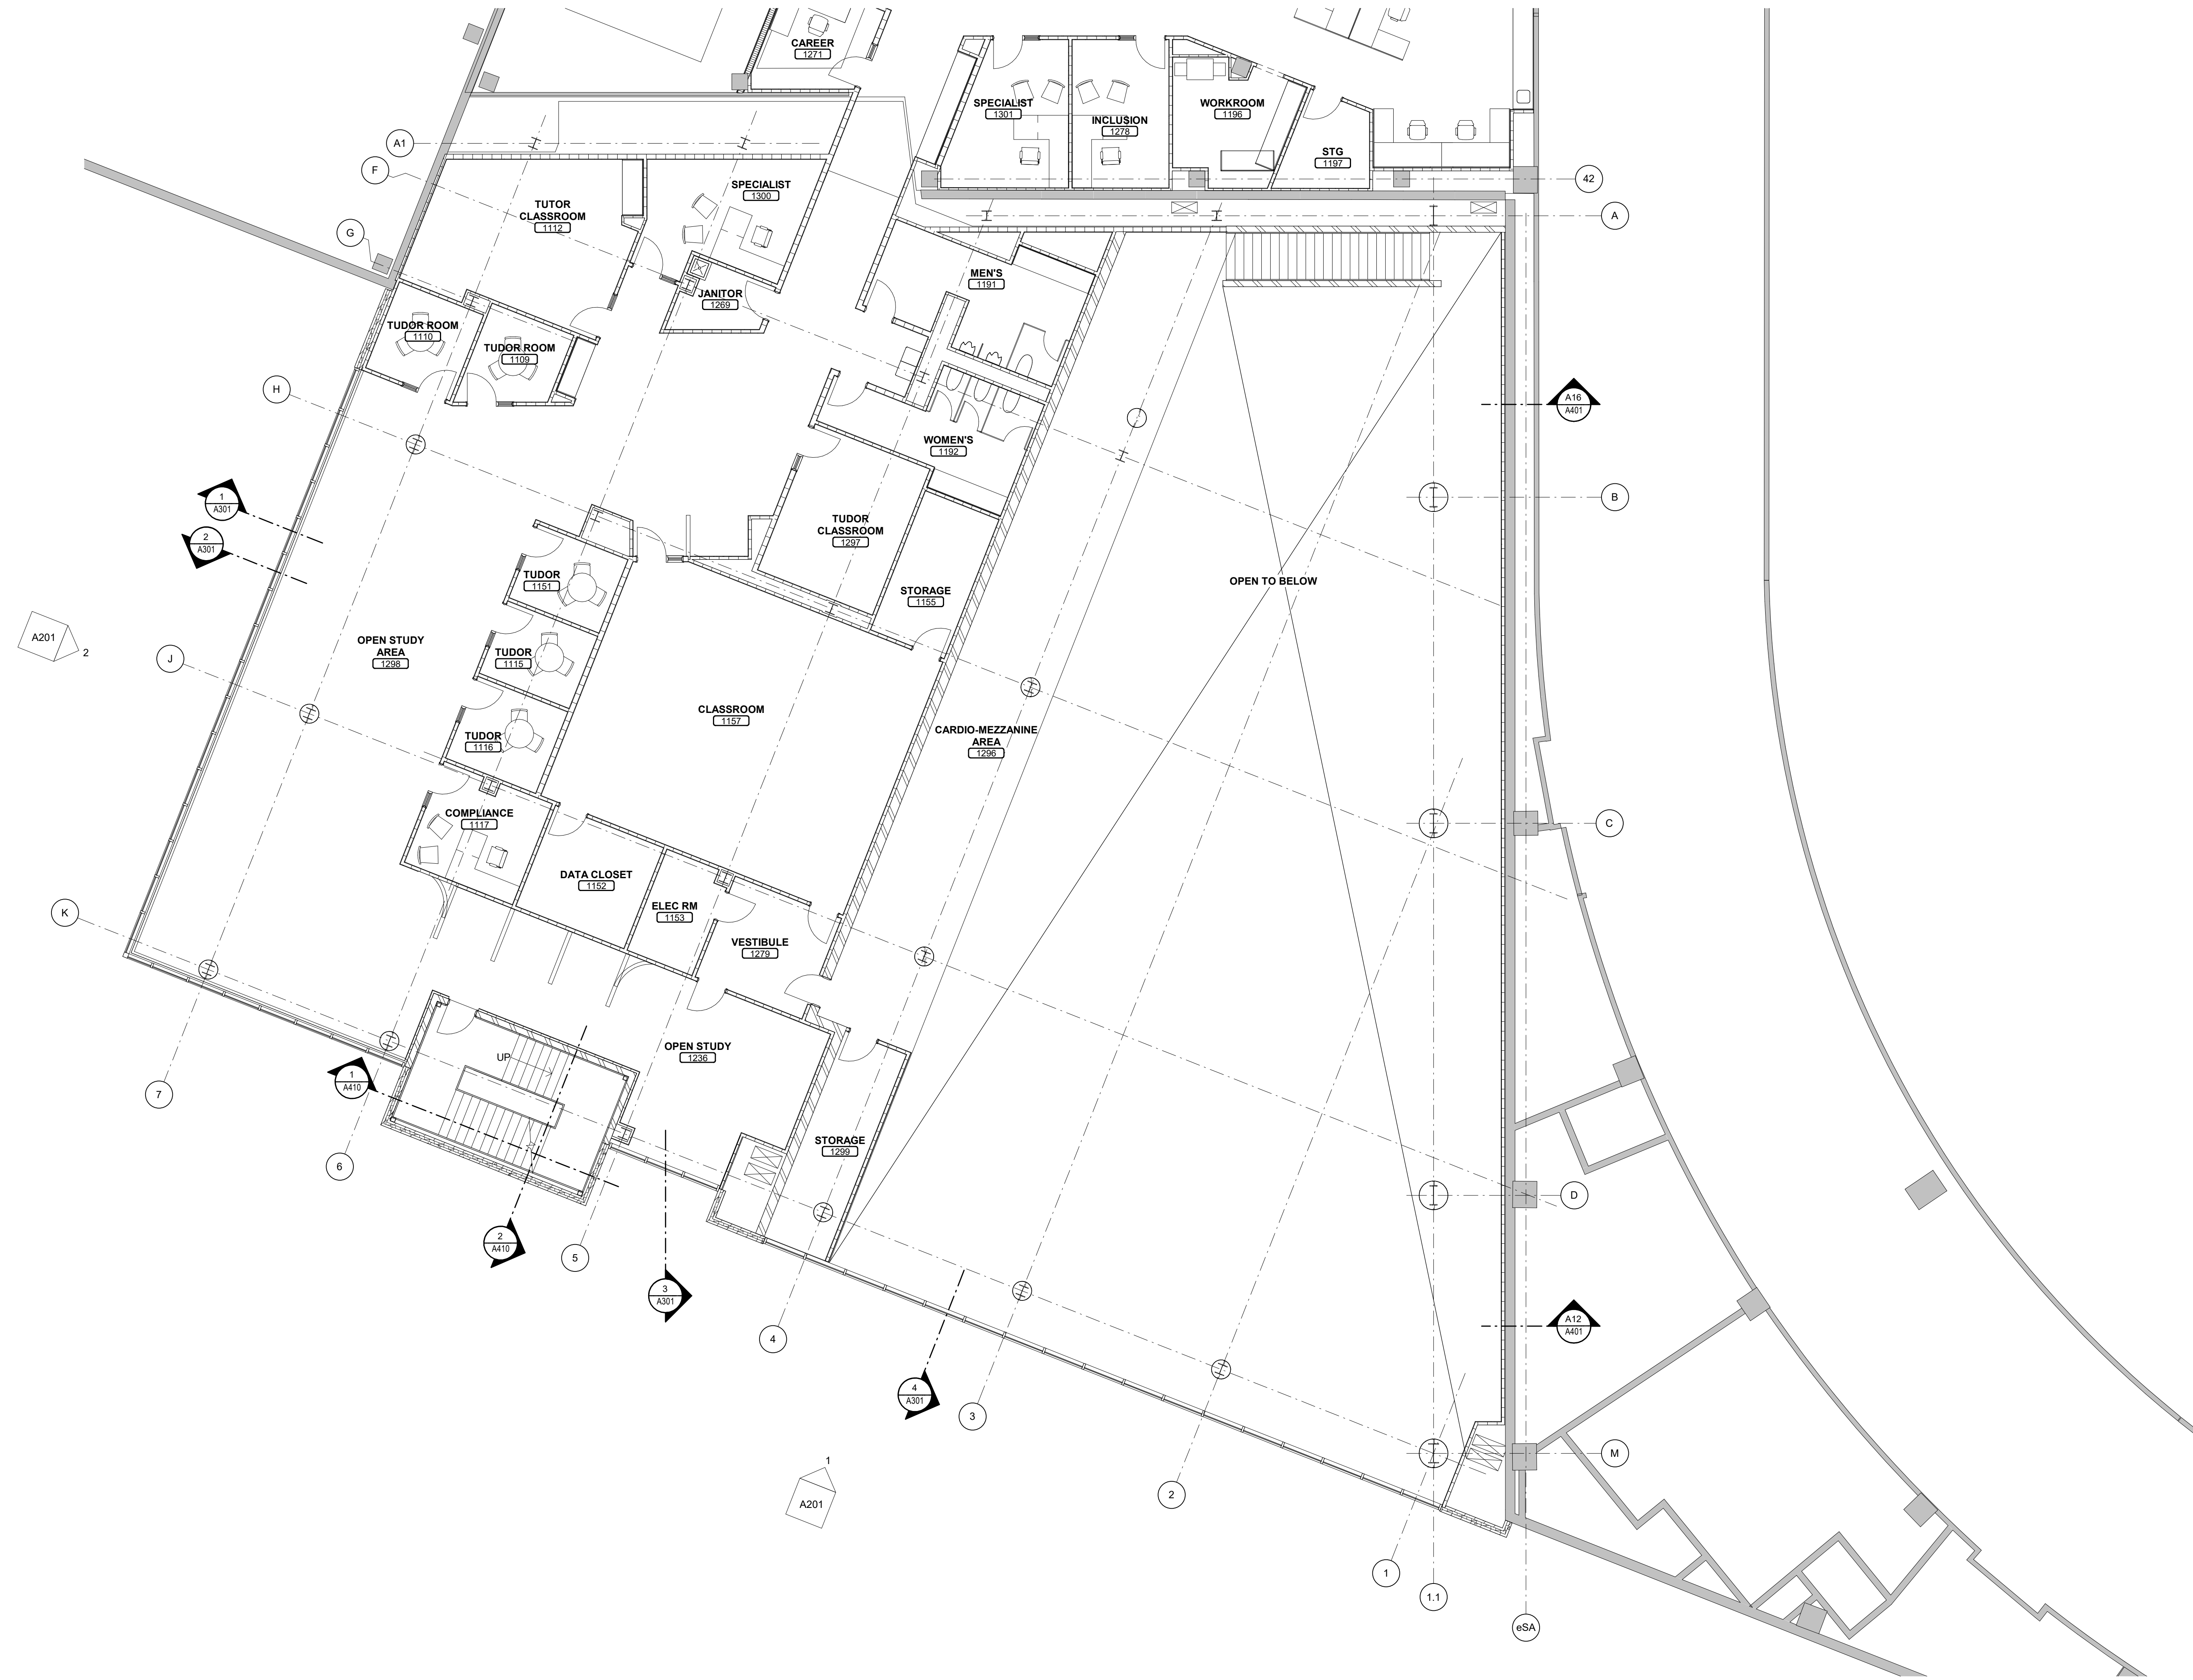 CAREER
1271
SPECIALIST
1301
INCLUSION
1278
WORKROOM
1196
STG
1197
A1
F
42
SPECIALIST
1300
TUTOR
CLASSROOM
1112
A
G
MEN'S
1191
JANITOR
1269
TUDOR ROOM
1110
TUDOR ROOM
1109
H
A16
A401
WOMEN'S
1192
1
A301
B
TUDOR
CLASSROOM
1297
2
A301
TUDOR
1151
OPEN TO BELOW
STORAGE
1155
A201
2
OPEN STUDY
AREA
1298
TUDOR
1115
J
CLASSROOM
1157
TUDOR
1116
CARDIO-MEZZANINE
AREA
1296
COMPLIANCE
1117
C
DATA CLOSET
1152
K
ELEC RM
1153
VESTIBULE
1279
UP
OPEN STUDY
1236
1
A410
7
STORAGE
1299
6
D
2
A410
5
3
A301
A12
A401
4
4
A301
3
M
1
A201
2
1
1.1
eSA